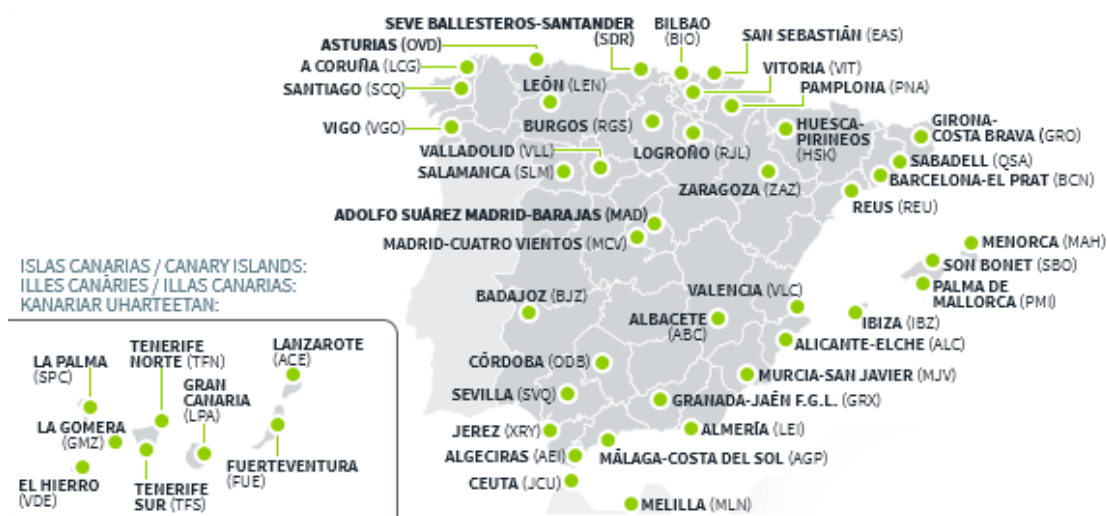 SEVE BALLESTEROS-SANTANDER
(SDR)
BILBAO
(BIO)
SAN SEBASTIÁN (EAS)
ASTURIAS (OVD)
A CORUÑA (LCG)
VITORIA (VIT)
SANTIAGO (SCQ)
LEÓN (LEN)
PAMPLONA (PNA)
VIGO (VGO)
BURGOS (RGS)
HUESCA-
PIRINEOS
(HSK)
GIRONA-
COSTA BRAVA (GRO)
VALLADOLID (VLL)
LOGROÑO (RJL)
SABADELL (QSA)
SALAMANCA (SLM)
ZARAGOZA (ZAZ)
BARCELONA-EL PRAT (BCN)
REUS (REU)
ADOLFO SUÁREZ MADRID-BARAJAS (MAD)
MADRID-CUATRO VIENTOS (MCV)
MENORCA (MAH)
SON BONET (SBO)
PALMA DE
MALLORCA (PMI)
ISLAS CANARIAS / CANARY ISLANDS:
ILLES CANÀRIES / ILLAS CANARIAS:
KANARIAR UHARTEETAN:
BADAJOZ (BJZ)
VALENCIA (VLC)
ALBACETE
(ABC)
IBIZA (IBZ)
ALICANTE-ELCHE (ALC)
CÓRDOBA (ODB)
MURCIA-SAN JAVIER (MJV)
SEVILLA (SVQ)
GRANADA-JAÉN F.G.L. (GRX)
JEREZ (XRY)
ALMERÍA (LEI)
ALGECIRAS (AEI)
MÁLAGA-COSTA DEL SOL (AGP)
CEUTA (JCU)
MELILLA (MLN)
LA PALMA
(SPC)
TENERIFE
NORTE (TFN)
LANZAROTE
(ACE)
GRAN
CANARIA
(LPA)
LA GOMERA
(GMZ)
FUERTEVENTURA
(FUE)
EL HIERRO
(VDE)
TENERIFE
SUR (TFS)